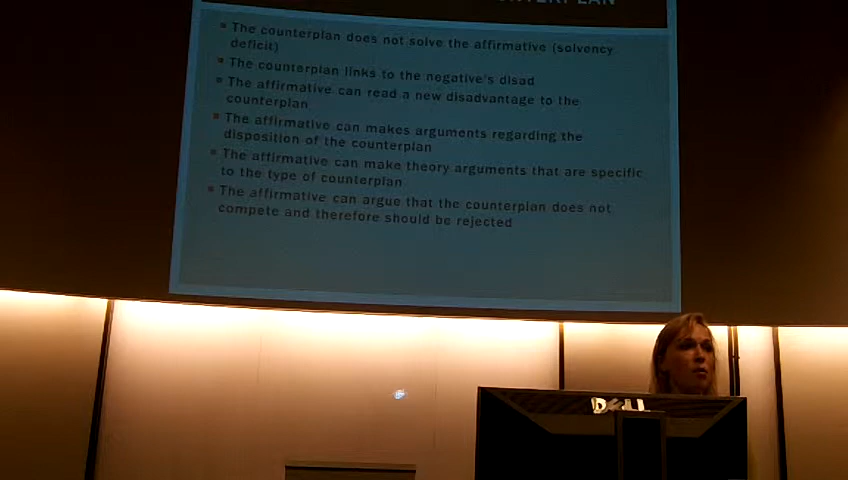 The counterplan does not solve the affirmative (solvency
deficit)
The counterplan links to the negative's disad
The affirmative can read a new disadvantage to the
counterplan
The affirmative can makes arguments regarding the
disposition of the counterplan
The affirmative can make theory arguments that are specific
to the type of counterplan
The affirmative can argue that the counterplan does not
compete and therefore should be rejected
DELL